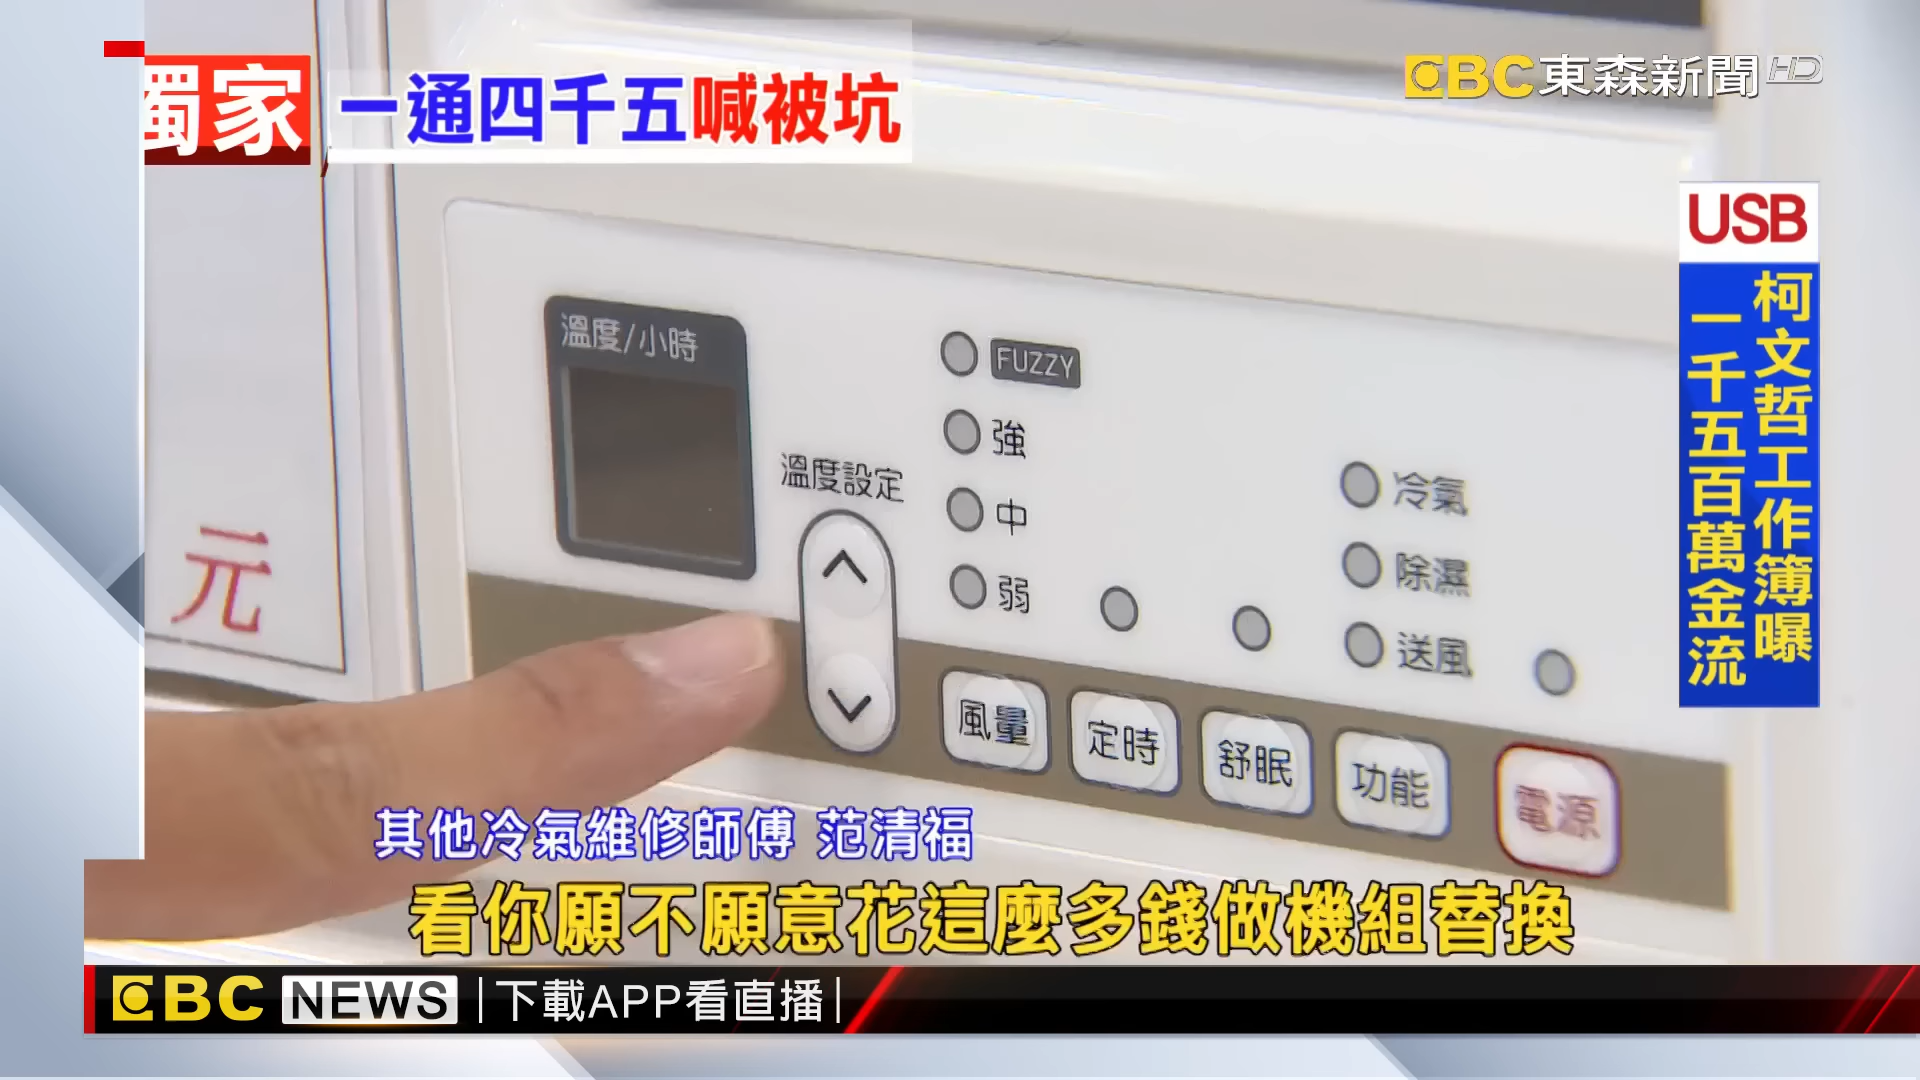 獨家
一通四千五喊被坑
EBC東森新聞HD
USB
柯文哲工作簿曝
一千五百萬金流
元
溫度/小時
溫度設定
FUZZY
強
中
弱
冷氣
除濕
送風
風量
定時
舒眠
功能
電源
其他冷氣維修師傅 范清福
看你願不願意花這麼多錢做機組替換
EBC NEWS 下載APP看直播